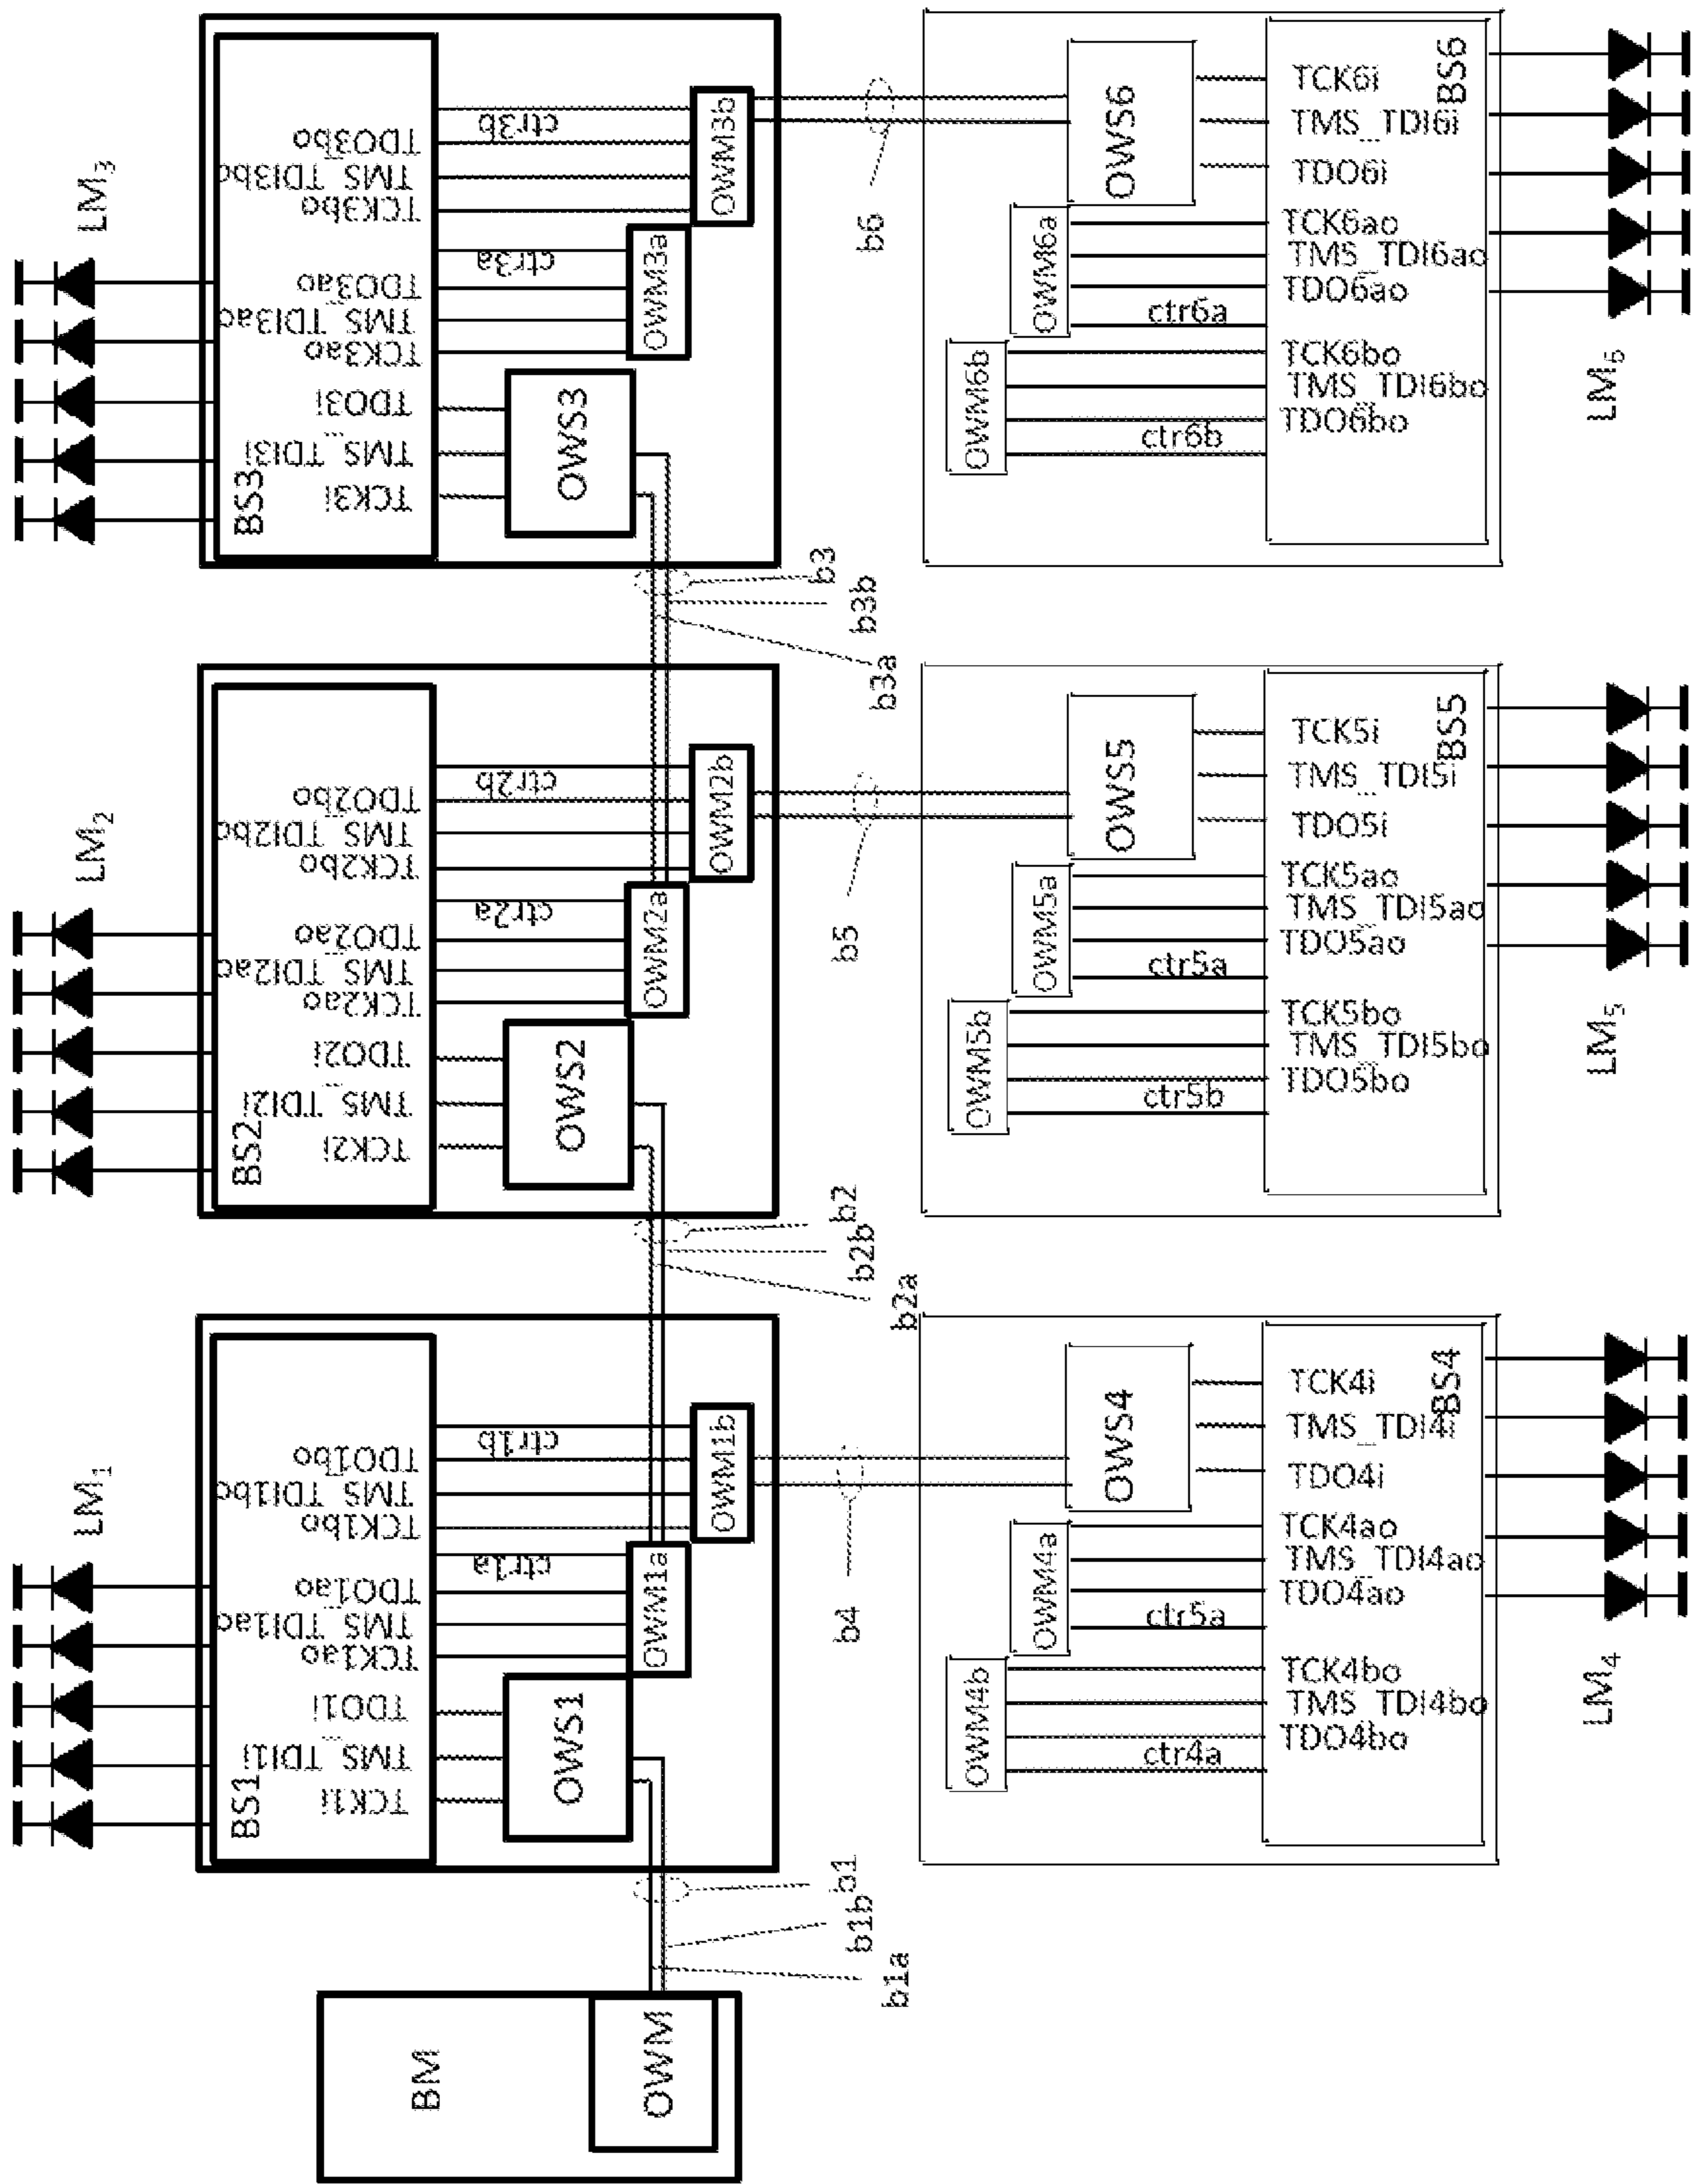 LM₃
BS3
TCK3i
TMS_TDI3i
TDO3i
TCK3ao
TMS_TDI3ao
TDO3ao
ctr3a
TCK3bo
TMS_TDI3bo
TDO3bo
ctr3b
OWS3
OWM3a
OWM3b
b3
b3b
b3a
b6
OWS6
OWM6a
OWM6b
TCK6i
TMS_TDI6i
TDO6i
TCK6ao
TMS_TDI6ao
TDO6ao
ctr6a
TCK6bo
TMS_TDI6bo
TDO6bo
ctr6b
BS6
LM₆
LM₂
BS2
TCK2i
TMS_TDI2i
TDO2i
TCK2ao
TMS_TDI2ao
TDO2ao
ctr2a
TCK2bo
TMS_TDI2bo
TDO2bo
ctr2b
OWS2
OWM2a
OWM2b
b2
b2b
b2a
b5
OWS5
OWM5a
OWM5b
TCK5i
TMS_TDI5i
TDO5i
TCK5ao
TMS_TDI5ao
TDO5ao
ctr5a
TCK5bo
TMS_TDI5bo
TDO5bo
ctr5b
BS5
LM₅
LM₁
BS1
TCK1i
TMS_TDI1i
TDO1i
TCK1ao
TMS_TDI1ao
TDO1ao
ctr1a
TCK1bo
TMS_TDI1bo
TDO1bo
ctr1b
OWS1
OWM1a
OWM1b
b1
b1b
b1a
b4
OWS4
OWM4a
OWM4b
TCK4i
TMS_TDI4i
TDO4i
TCK4ao
TMS_TDI4ao
TDO4ao
ctr5a
TCK4bo
TMS_TDI4bo
TDO4bo
ctr4a
BS4
LM₄
BM
OWM